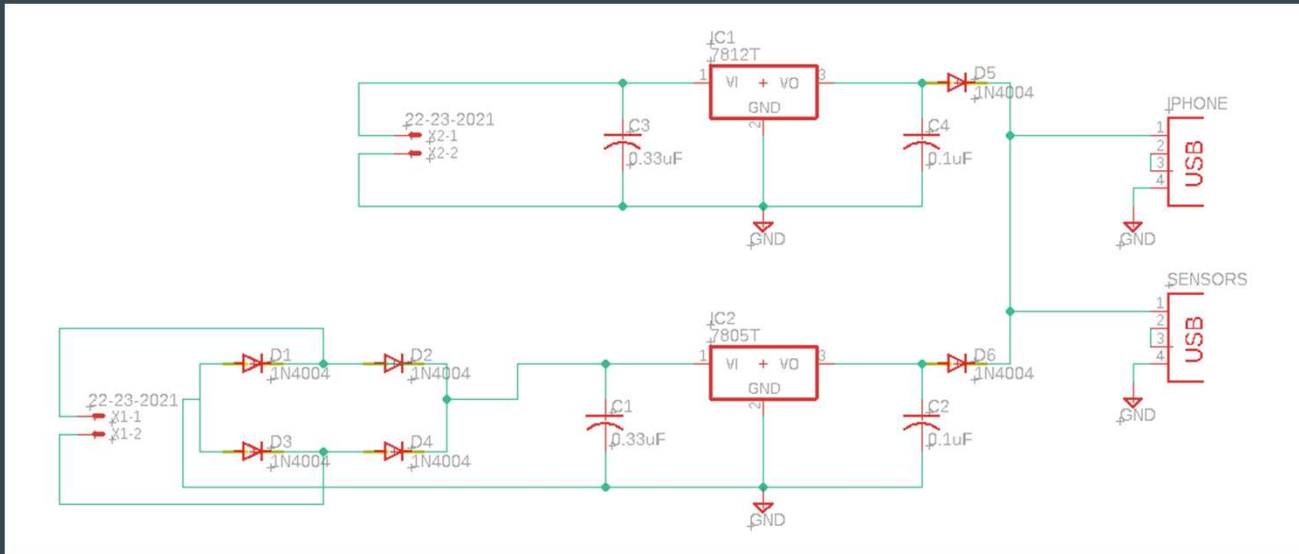 IC1
7812T
1
VI
+
VO
3
GND
2
D5
1N4004
22-23-2021
X2-1
X2-2
C3
0.33uF
C4
0.1uF
GND
IPHONE
1
2
3
4
USB
GND
SENSORS
1
2
3
4
USB
GND
IC2
7805T
1
VI
+
VO
3
GND
2
D6
1N4004
D1
1N4004
D2
1N4004
22-23-2021
X1-1
X1-2
D3
1N4004
D4
1N4004
C1
0.33uF
C2
0.1uF
GND